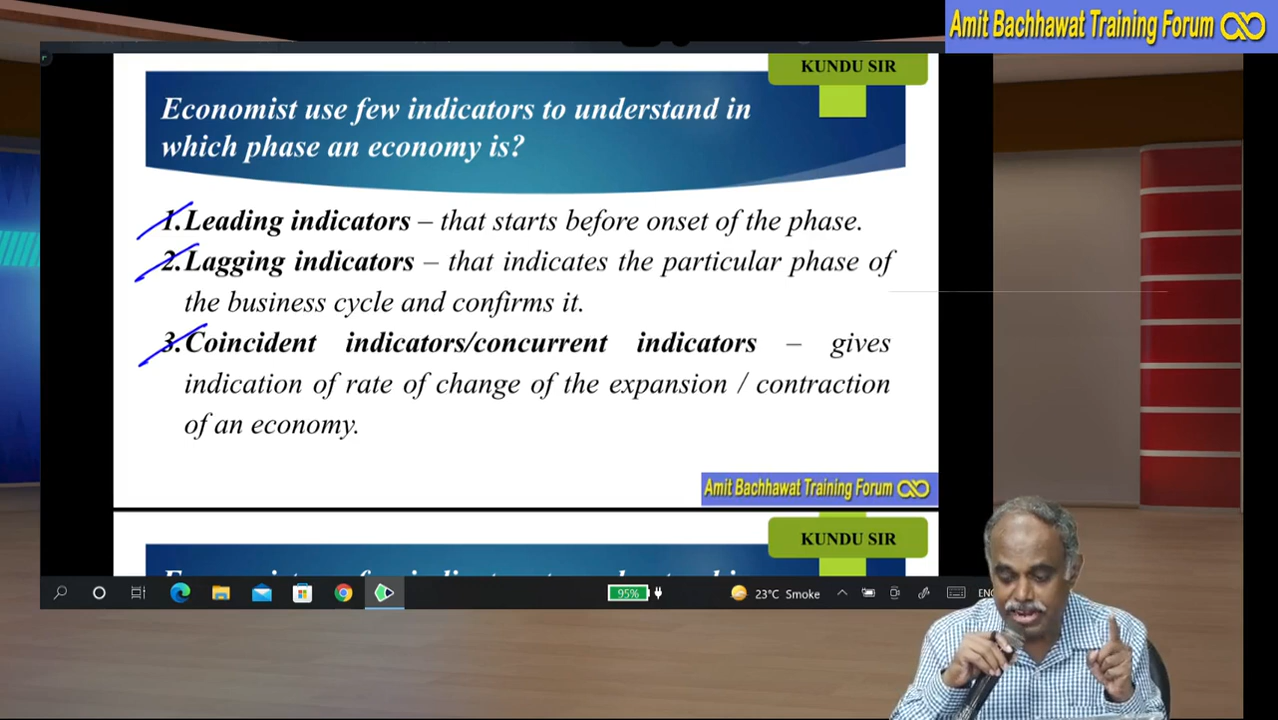 Amit Bachhawat Training Forum
KUNDU SIR
Economist use few indicators to understand in
which phase an economy is?
1. Leading indicators – that starts before onset of the phase.
2. Lagging indicators – that indicates the particular phase of
the business cycle and confirms it.
3. Coincident indicators/concurrent indicators – gives
indication of rate of change of the expansion / contraction
of an economy.
Amit Bachhawat Training Forum
KUNDU SIR
95%
23°C Smoke
ENG